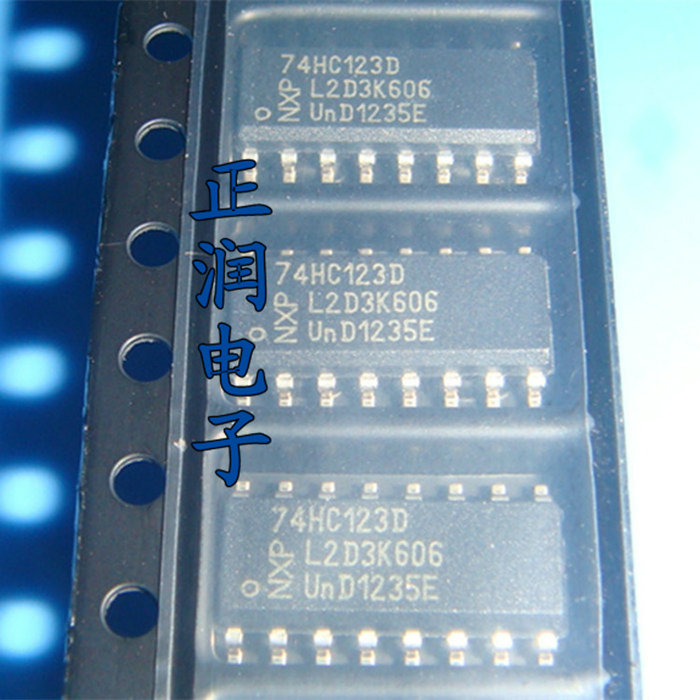 74HC123D
NXP
L2D3K606
UnD1235E
正润电子
74HC123D
NXP
L2D3K606
UnD1235E
74HC123D
NXP
L2D3K606
UnD1235E